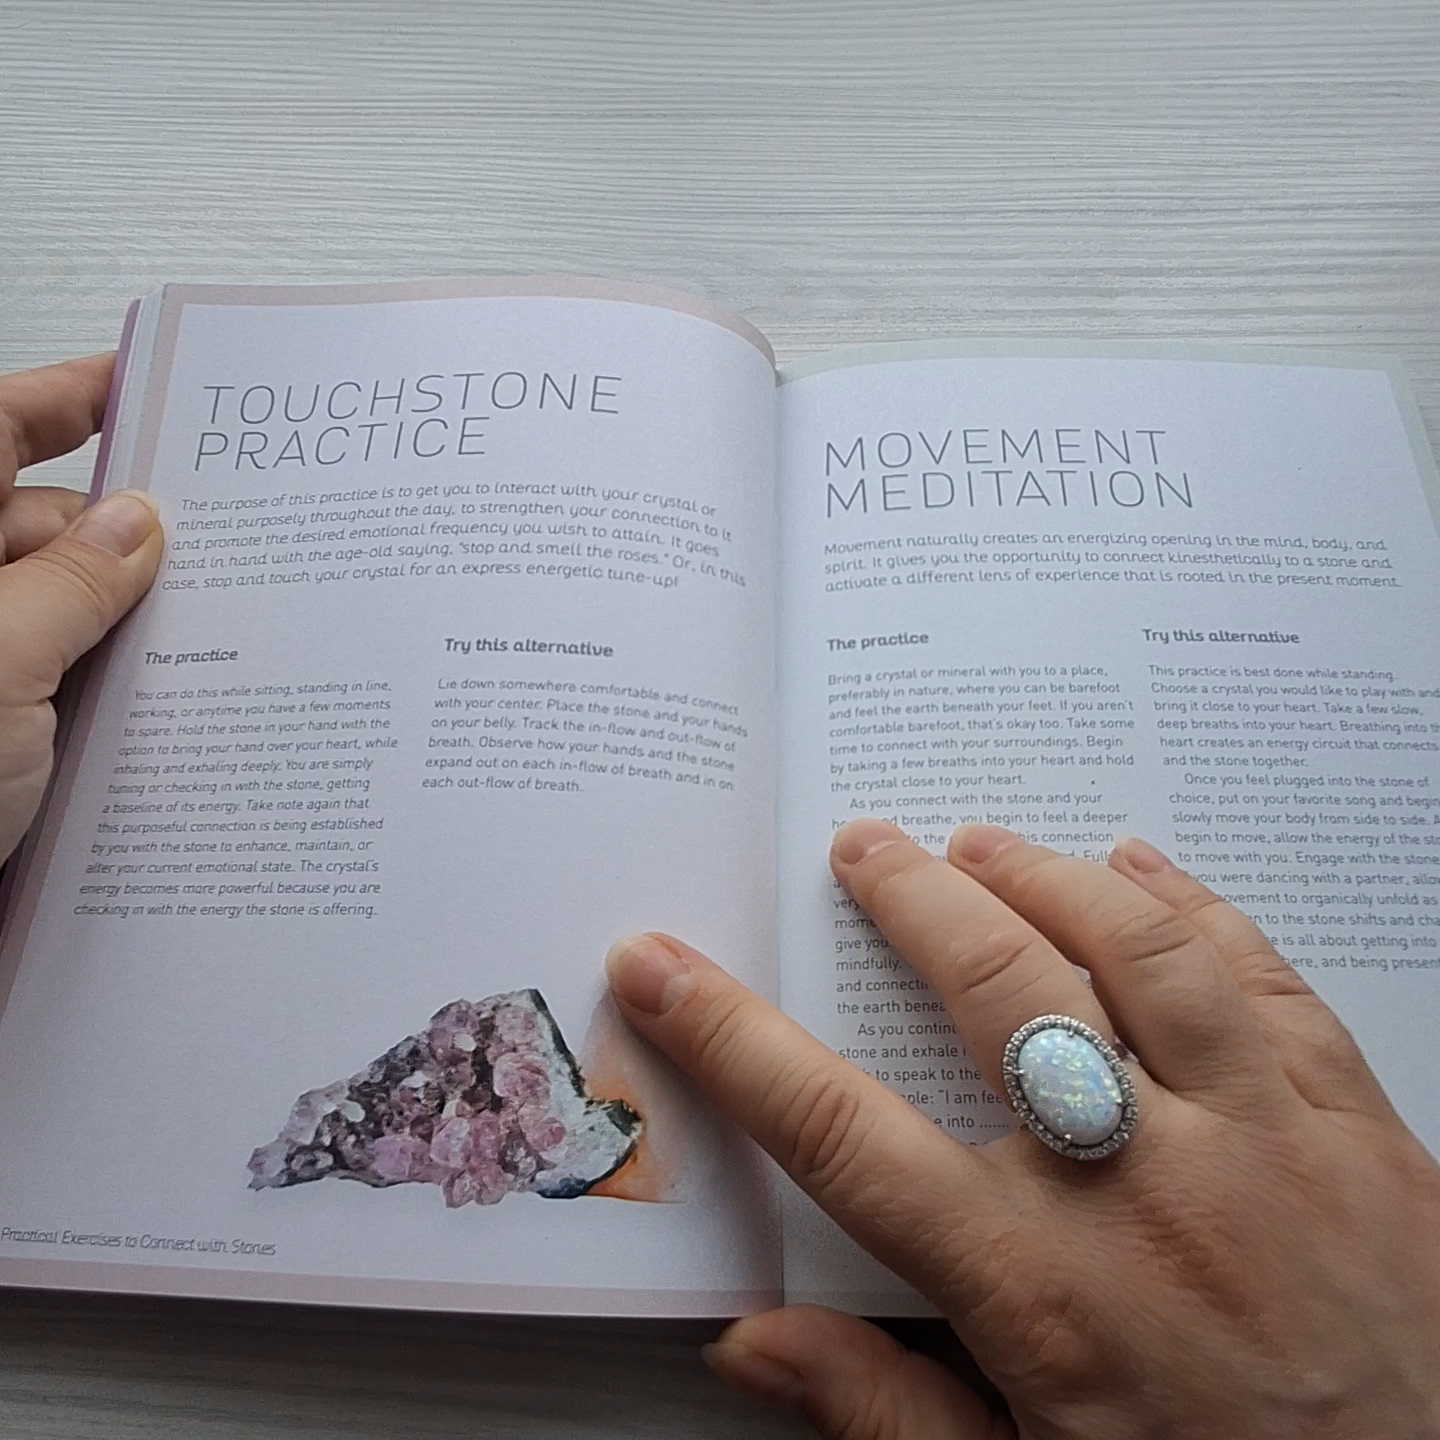 TOUCHSTONE
PRACTICE
The purpose of this practice is to get you to interact with your crystal or
mineral purposely throughout the day, to strengthen your connection to it
and promote the desired emotional frequency you wish to attain. It goes
hand in hand with the age-old saying, "stop and smell the roses." Or, in this
case, stop and touch your crystal for an express energetic tune-up!
The practice
You can do this while sitting, standing in line,
working, or anytime you have a few moments
to spare. Hold the stone in your hand with the
option to bring your hand over your heart, while
inhaling and exhaling deeply. You are simply
tuning or checking in with the stone, getting
a baseline of its energy. Take note again that
this purposeful connection is being established
by you with the stone to enhance, maintain, or
alter your current emotional state. The crystal's
energy becomes more powerful because you are
checking in with the energy the stone is offering.
Try this alternative
Lie down somewhere comfortable and connect
with your center. Place the stone and your hands
on your belly. Track the in-flow and out-flow of
breath. Observe how your hands and the stone
expand out on each in-flow of breath and in on
each out-flow of breath.
Practical Exercises to Connect with Stones
MOVEMENT
MEDITATION
Movement naturally creates an energizing opening in the mind, body, and
spirit. It gives you the opportunity to connect kinesthetically to a stone and
activate a different lens of experience that is rooted in the present moment.
The practice
Bring a crystal or mineral with you to a place,
preferably in nature, where you can be barefoot
and feel the earth beneath your feet. If you aren't
comfortable barefoot, that's okay too. Take some
time to connect with your surroundings. Begin
by taking a few breaths into your heart and hold
the crystal close to your heart.
As you connect with the stone and your
breathe, you begin to feel a deeper
the connection
give you
mindfully.
and
the earth
As you
stone and exhale
to speak to the
"I am
into .......
Try this alternative
This practice is best done while standing.
Choose a crystal you would like to play with and
bring it close to your heart. Take a few slow,
deep breaths into your heart. Breathing into
heart creates an energy circuit that connects
and the stone together.
Once you feel plugged into the stone of
choice, put on your favorite song and begin
slowly move your body from side to side.
begin to move, allow the energy of the
to move with you. Engage with the stone
you were dancing with a partner,
to organically unfold as
to the stone shifts and
is all about getting into
and being present